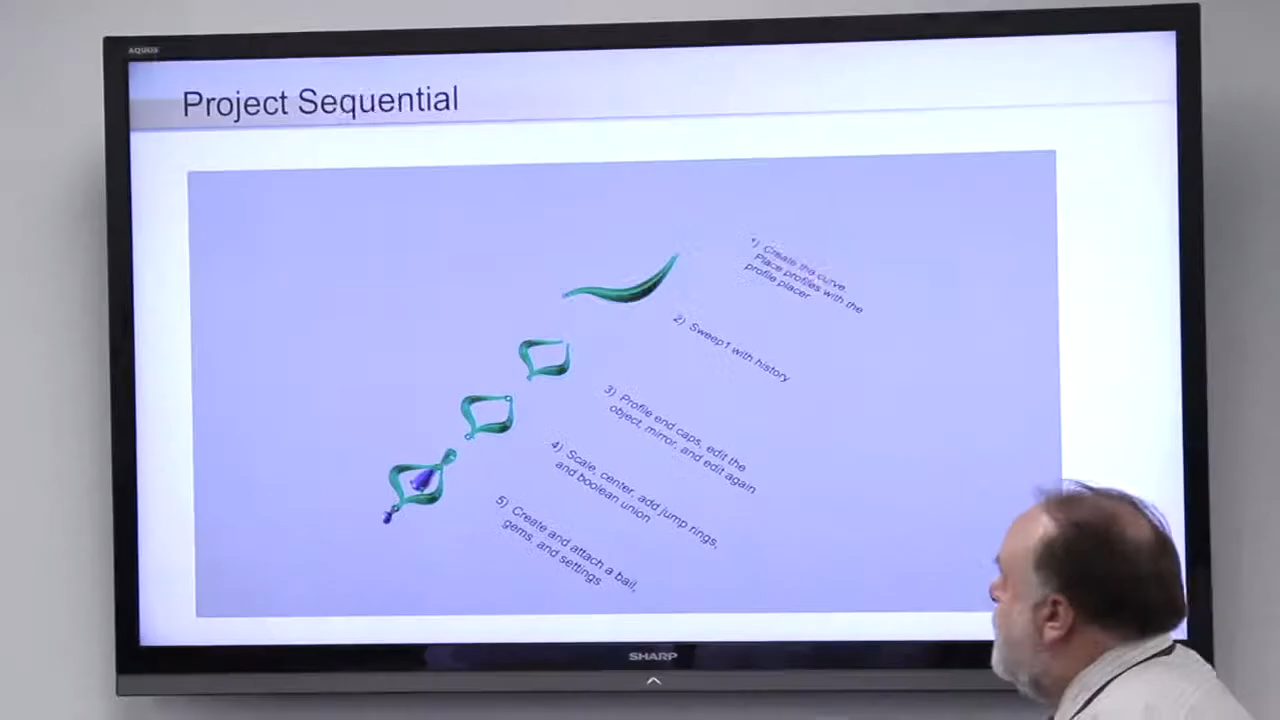 AQUOS
Project Sequential
1) Create the curve.
Place profiles with the
profile placer
2) Sweep1 with history
3) Profile end caps, edit the
object, mirror, and edit again
4) Scale, center, add jump rings,
and boolean union
5) Create and attach a bail,
gems, and settings
SHARP